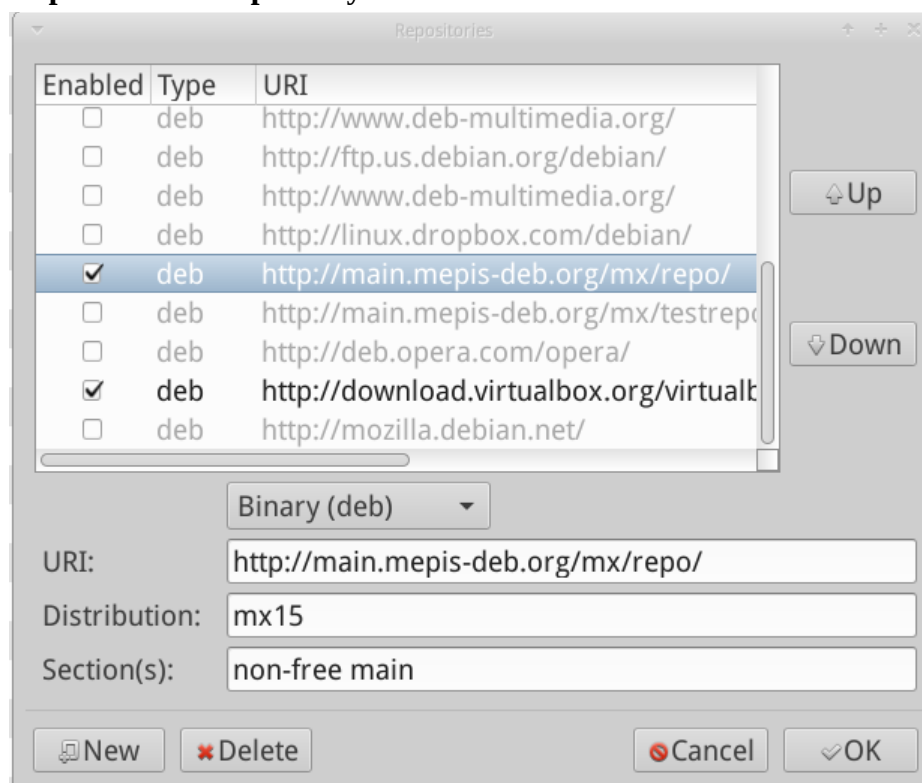 Repositories
Enabled Type URI
deb http://www.deb-multimedia.org/
deb http://ftp.us.debian.org/debian/
deb http://www.deb-multimedia.org/
deb http://linux.dropbox.com/debian/
deb http://main.mepis-deb.org/mx/repo/
deb http://main.mepis-deb.org/mx/testrepo
deb http://deb.opera.com/opera/
deb http://download.virtualbox.org/virtualb
deb http://mozilla.debian.net/
Up
Down
Binary (deb)
URI: http://main.mepis-deb.org/mx/repo/
Distribution: mx15
Section(s): non-free main
New Delete Cancel OK